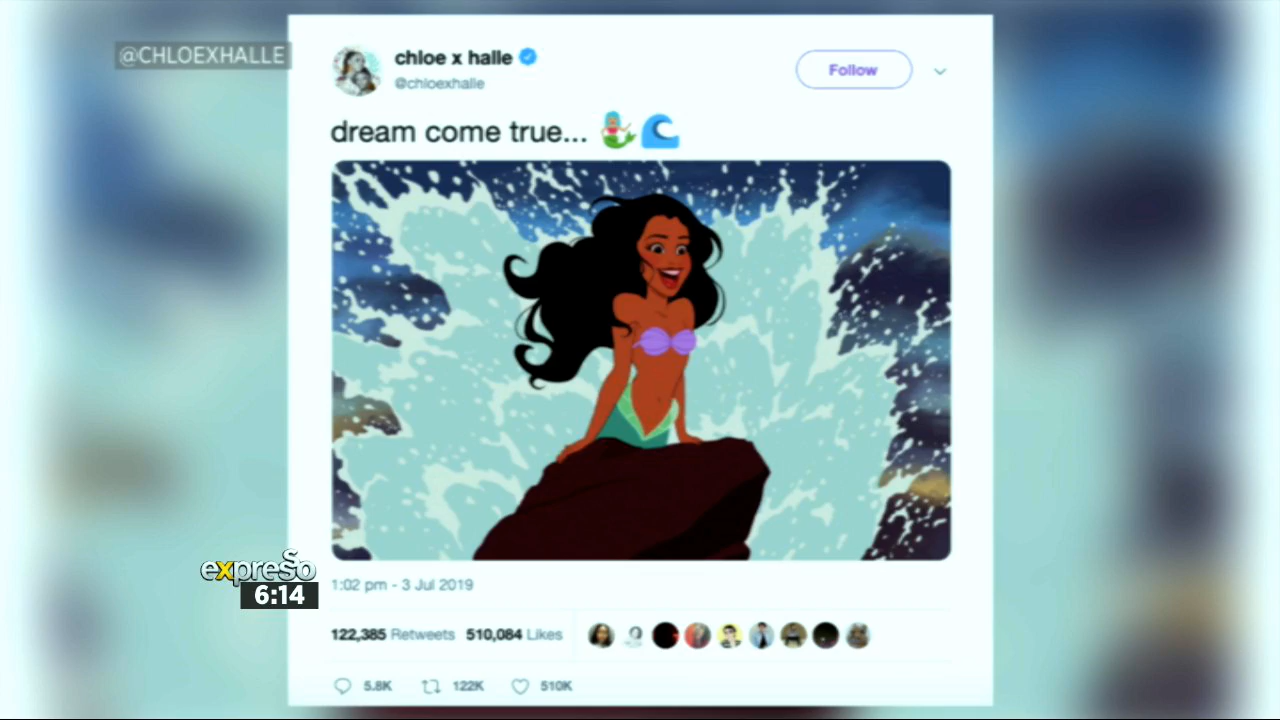 @CHLOEXHALLE
chloe x halle
@chloexhalle
Follow
dream come true...
expresso
6:14
1:02 pm - 3 Jul 2019
122,385 Retweets 510,084 Likes
5.8K 122K 510K